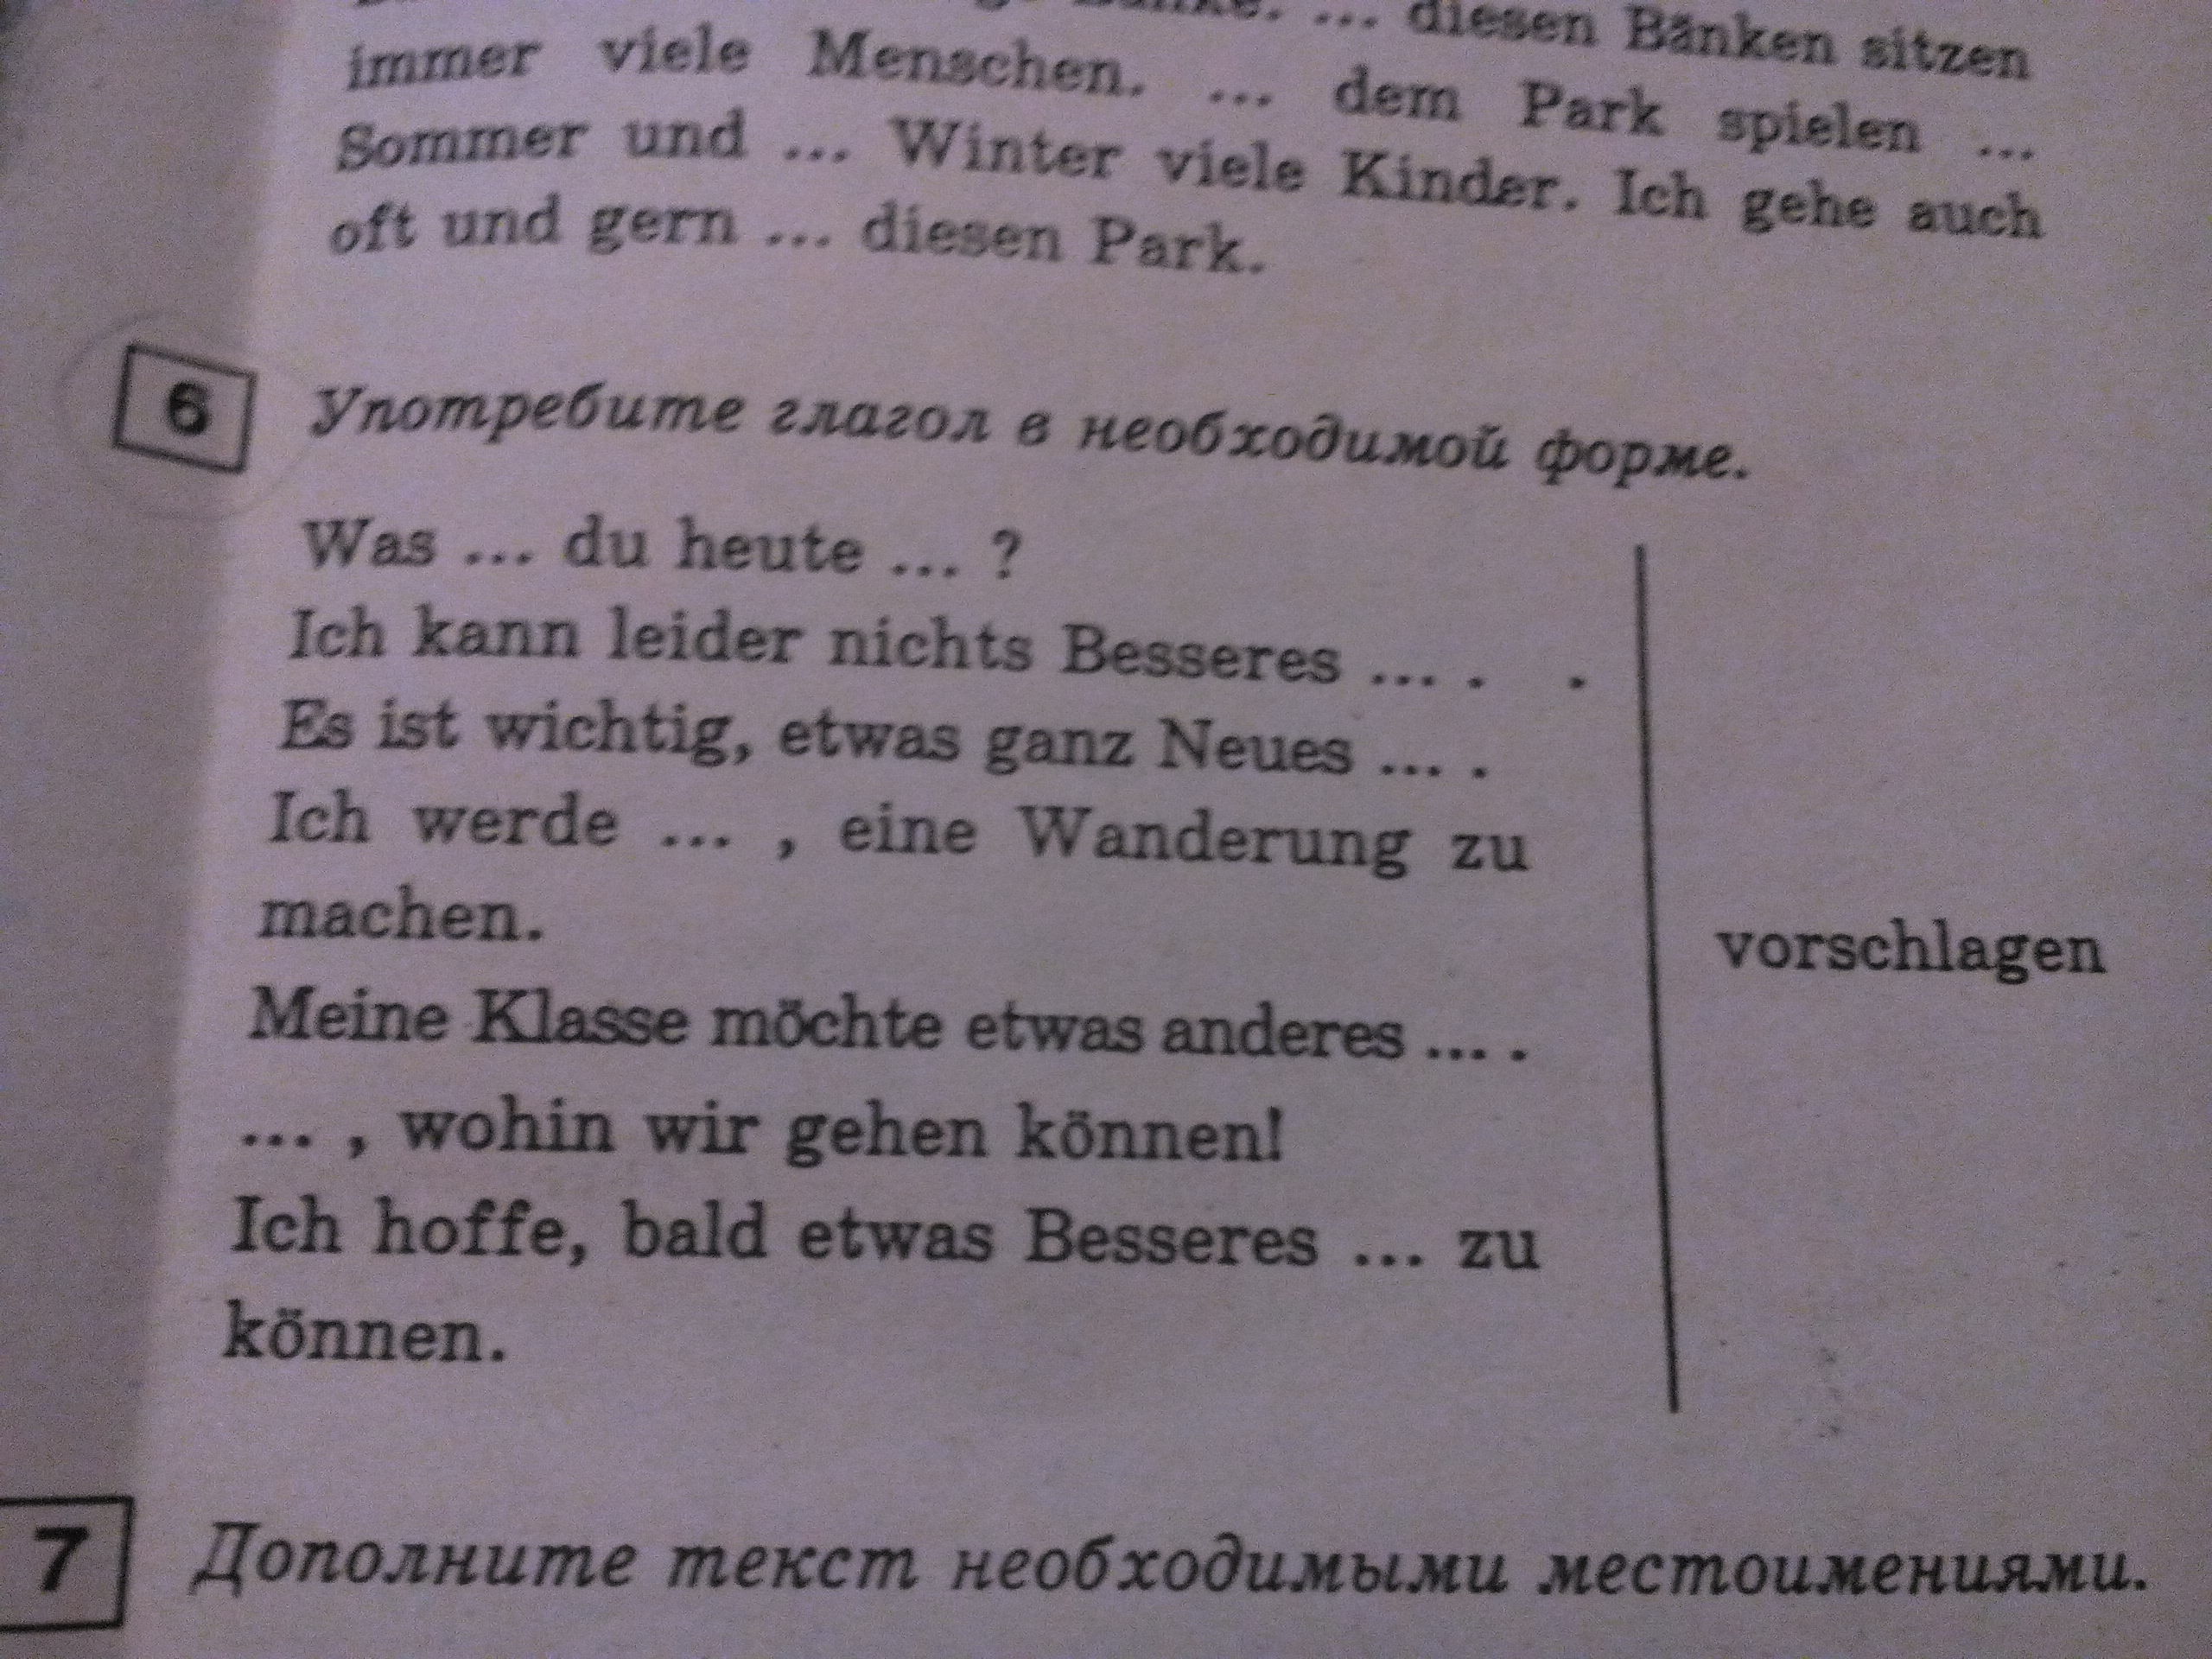 ... diesen Bänken sitzen
immer viele Menschen. ... dem Park spielen ...
Sommer und ... Winter viele Kinder. Ich gehe auch
oft und gern ... diesen Park.
6 Употребите глагол в необходимой форме.
Was ... du heute ... ?
Ich kann leider nichts Besseres ... .
Es ist wichtig, etwas ganz Neues ... .
Ich werde ... , eine Wanderung zu
machen.
vorschlagen
Meine Klasse möchte etwas anderes ... .
... , wohin wir gehen können!
Ich hoffe, bald etwas Besseres ... zu
können.
7 Дополните текст необходимыми местоимениями.